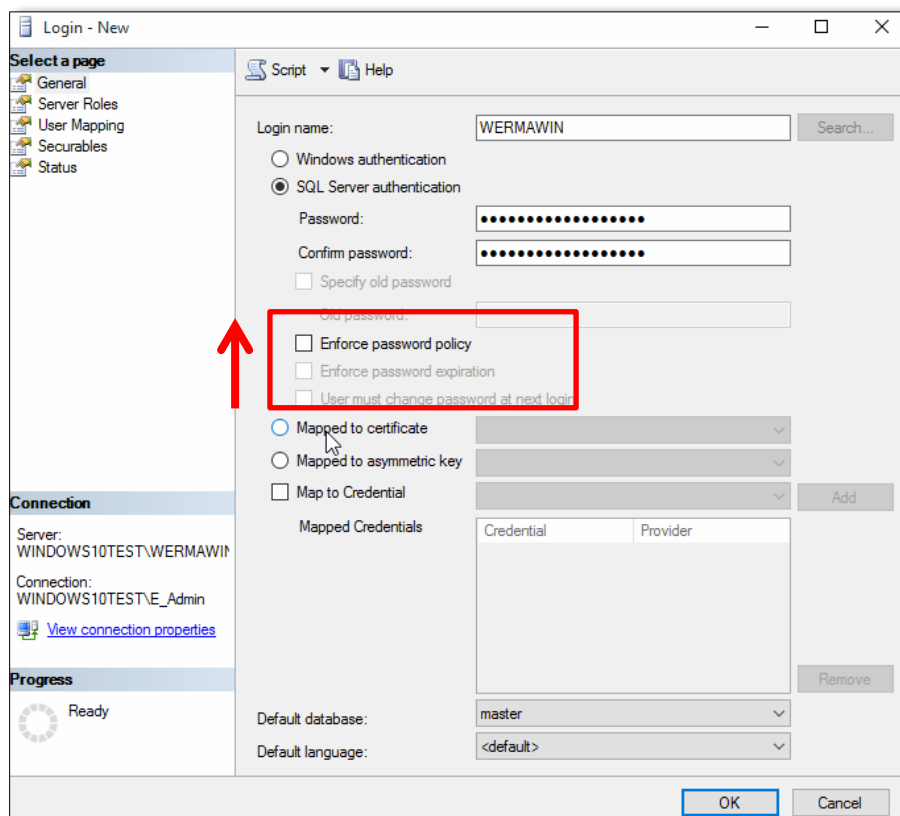 Login - New
Select a page
General
Server Roles
User Mapping
Securables
Status
Script Help
Login name: WERMAWIN Search...
Windows authentication
SQL Server authentication
Password: ••••••••••••••••••
Confirm password: ••••••••••••••••••
Specify old password
Old password:
Enforce password policy
Enforce password expiration
User must change password at next login
Mapped to certificate
Mapped to asymmetric key
Map to Credential Add
Mapped Credentials Credential Provider
Remove
Default database: master
Default language: <default>
Connection
Server:
WINDOWS10TEST\WERMAWIN
Connection:
WINDOWS10TEST\E_Admin
View connection properties
Progress
Ready
OK Cancel